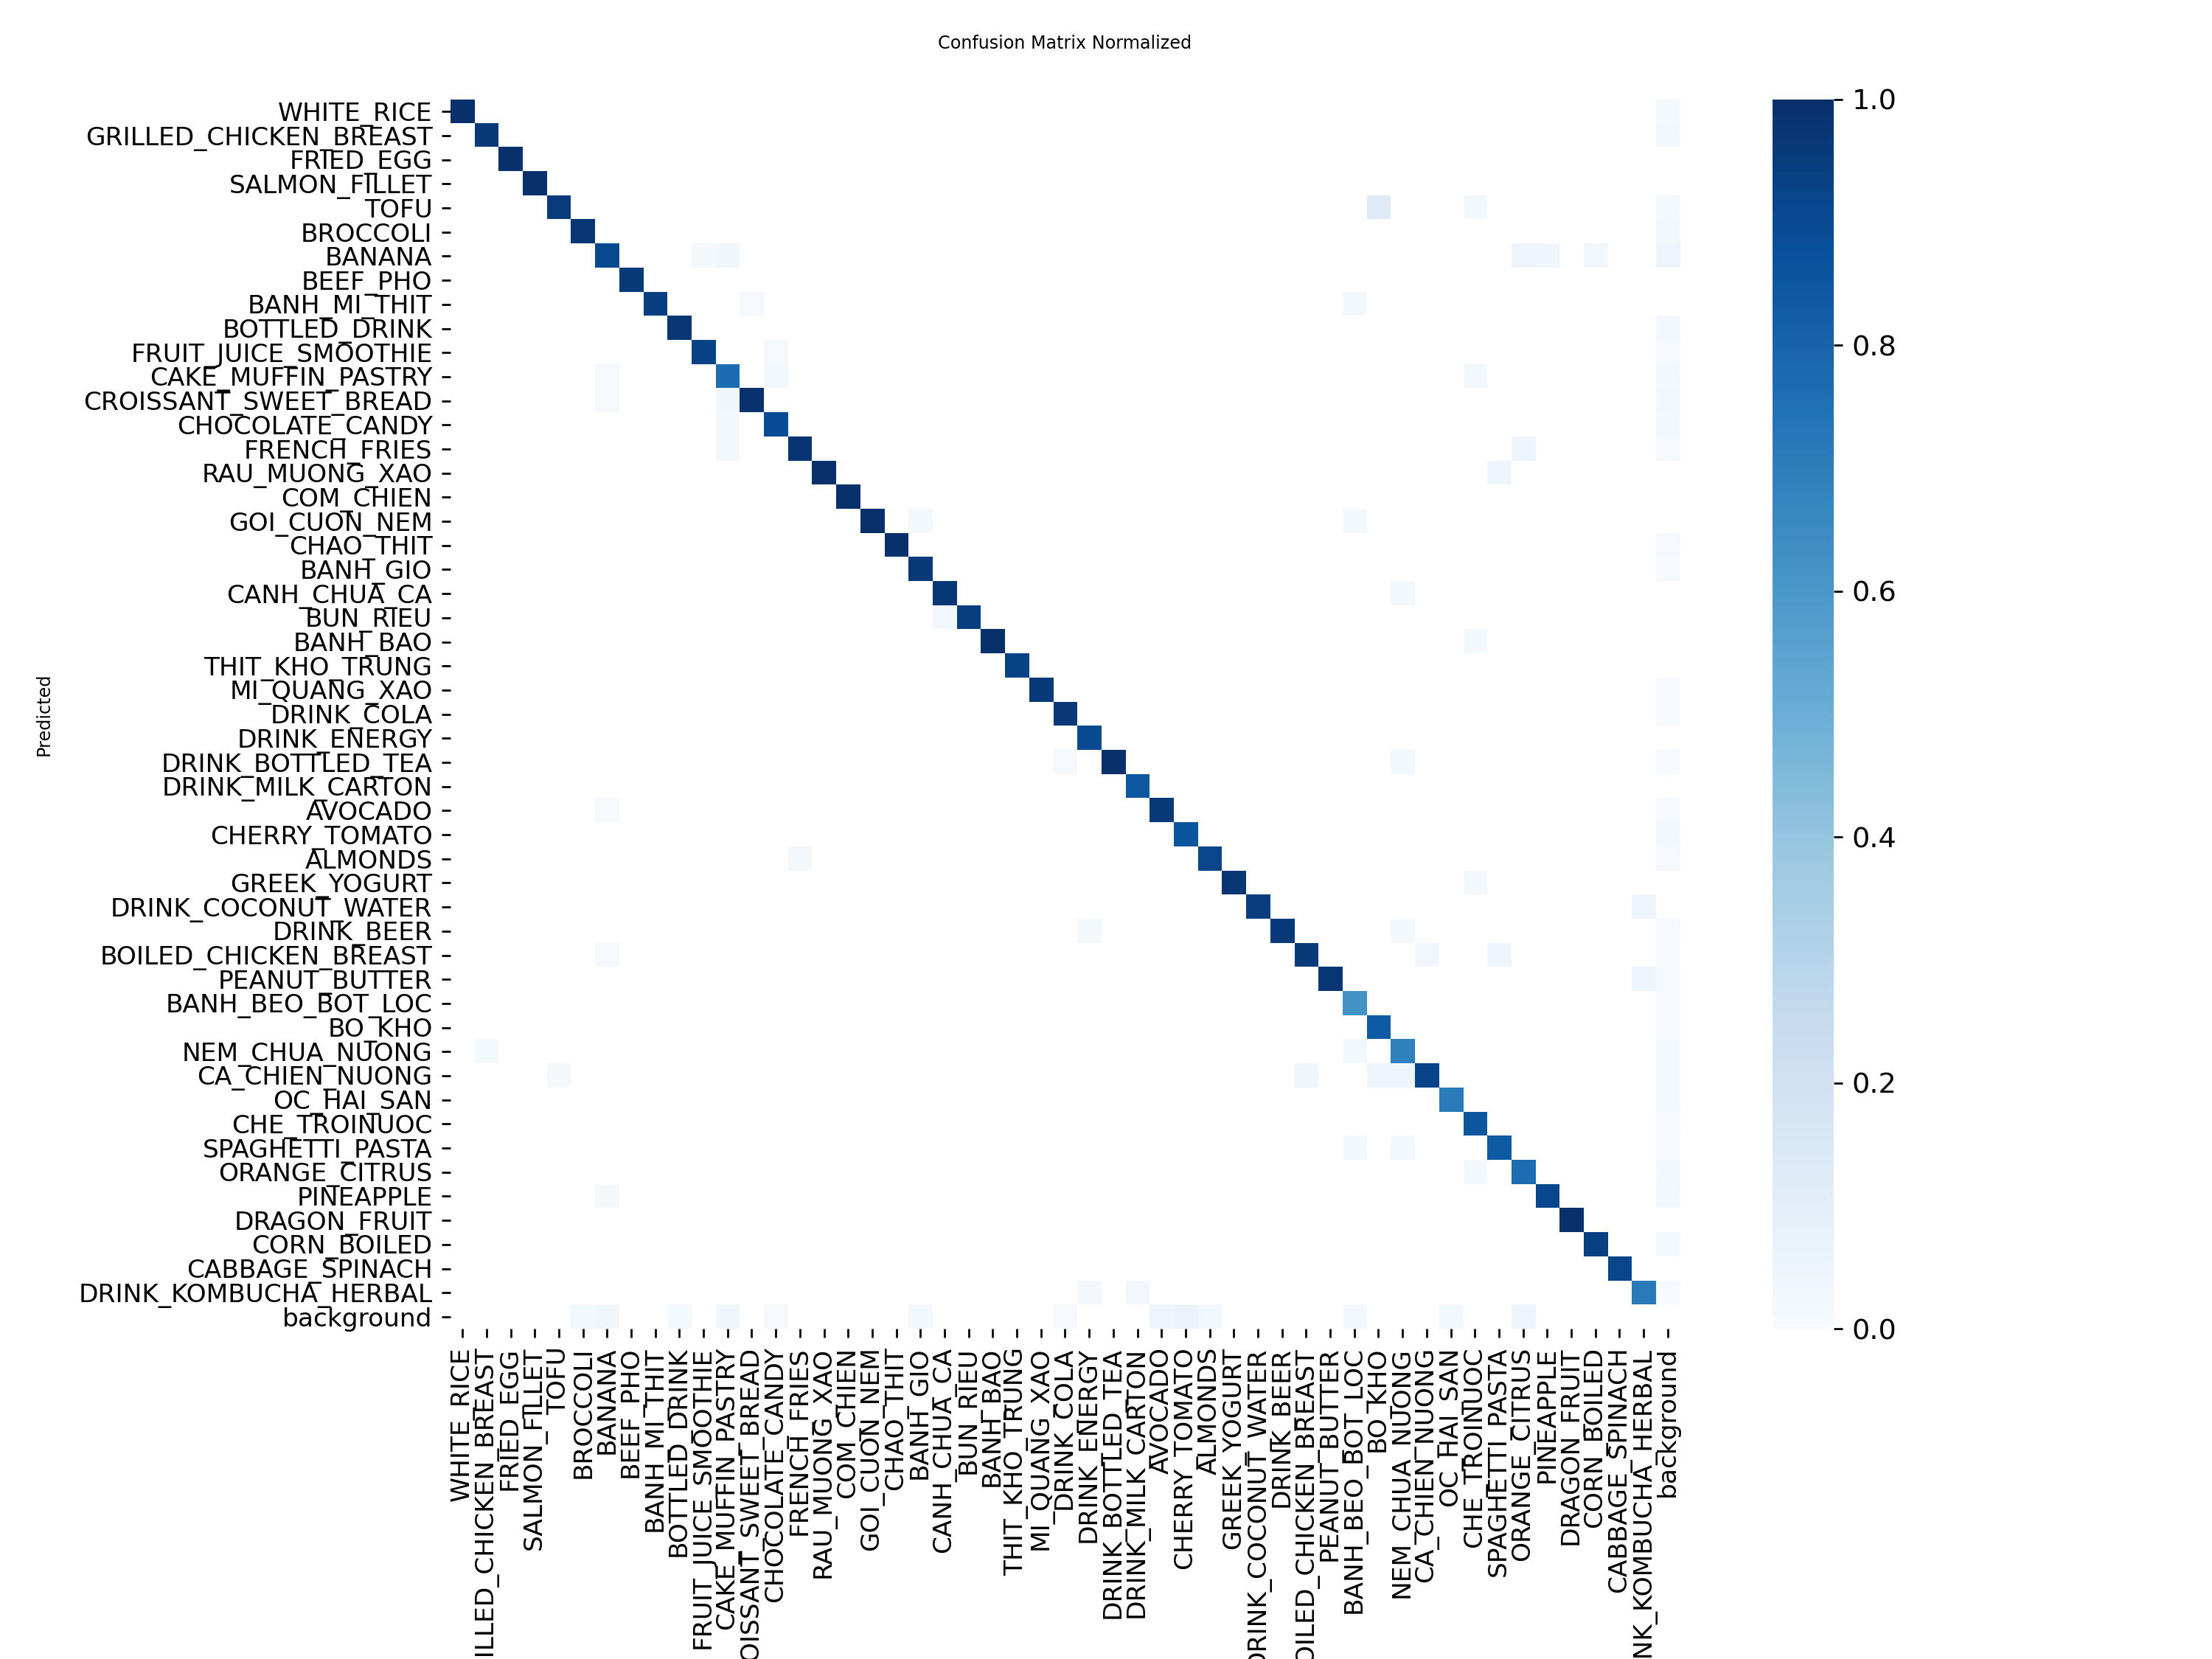 Confusion Matrix Normalized
WHITE_RICE
GRILLED_CHICKEN_BREAST
FRIED_EGG
SALMON_FILLET
TOFU
BROCCOLI
BANANA
BEEF_PHO
BANH_MI_THIT
BOTTLED_DRINK
FRUIT_JUICE_SMOOTHIE
CAKE_MUFFIN_PASTRY
CROISSANT_SWEET_BREAD
CHOCOLATE_CANDY
FRENCH_FRIES
RAU_MUONG_XAO
COM_CHIEN
GOI_CUON_NEM
CHAO_THIT
BANH_GIO
CANH_CHUA_CA
BUN_RIEU
BANH_BAO
THIT_KHO_TRUNG
MI_QUANG_XAO
DRINK_COLA
DRINK_ENERGY
DRINK_BOTTLED_TEA
DRINK_MILK_CARTON
AVOCADO
CHERRY_TOMATO
ALMONDS
GREEK_YOGURT
DRINK_COCONUT_WATER
DRINK_BEER
BOILED_CHICKEN_BREAST
PEANUT_BUTTER
BANH_BEO_BOT_LOC
BO_KHO
NEM_CHUA_NUONG
CA_CHIEN_NUONG
OC_HAI_SAN
CHE_TROINUOC
SPAGHETTI_PASTA
ORANGE_CITRUS
PINEAPPLE
DRAGON_FRUIT
CORN_BOILED
CABBAGE_SPINACH
DRINK_KOMBUCHA_HERBAL
background
Predicted
WHITE_RICE
ILLED_CHICKEN_BREAST
FRIED_EGG
SALMON_FILLET
TOFU
BROCCOLI
BANANA
BEEF_PHO
BANH_MI_THIT
BOTTLED_DRINK
FRUIT_JUICE_SMOOTHIE
CAKE_MUFFIN_PASTRY
OISSANT_SWEET_BREAD
CHOCOLATE_CANDY
FRENCH_FRIES
RAU_MUONG_XAO
COM_CHIEN
GOI_CUON_NEM
CHAO_THIT
BANH_GIO
CANH_CHUA_CA
BUN_RIEU
BANH_BAO
THIT_KHO_TRUNG
MI_QUANG_XAO
DRINK_COLA
DRINK_ENERGY
DRINK_BOTTLED_TEA
DRINK_MILK_CARTON
AVOCADO
CHERRY_TOMATO
ALMONDS
GREEK_YOGURT
DRINK_COCONUT_WATER
DRINK_BEER
OILED_CHICKEN_BREAST
PEANUT_BUTTER
BANH_BEO_BOT_LOC
BO_KHO
NEM_CHUA_NUONG
CA_CHIEN_NUONG
OC_HAI_SAN
CHE_TROINUOC
SPAGHETTI_PASTA
ORANGE_CITRUS
PINEAPPLE
DRAGON_FRUIT
CORN_BOILED
CABBAGE_SPINACH
NK_KOMBUCHA_HERBAL
background
1.0
0.8
0.6
0.4
0.2
0.0